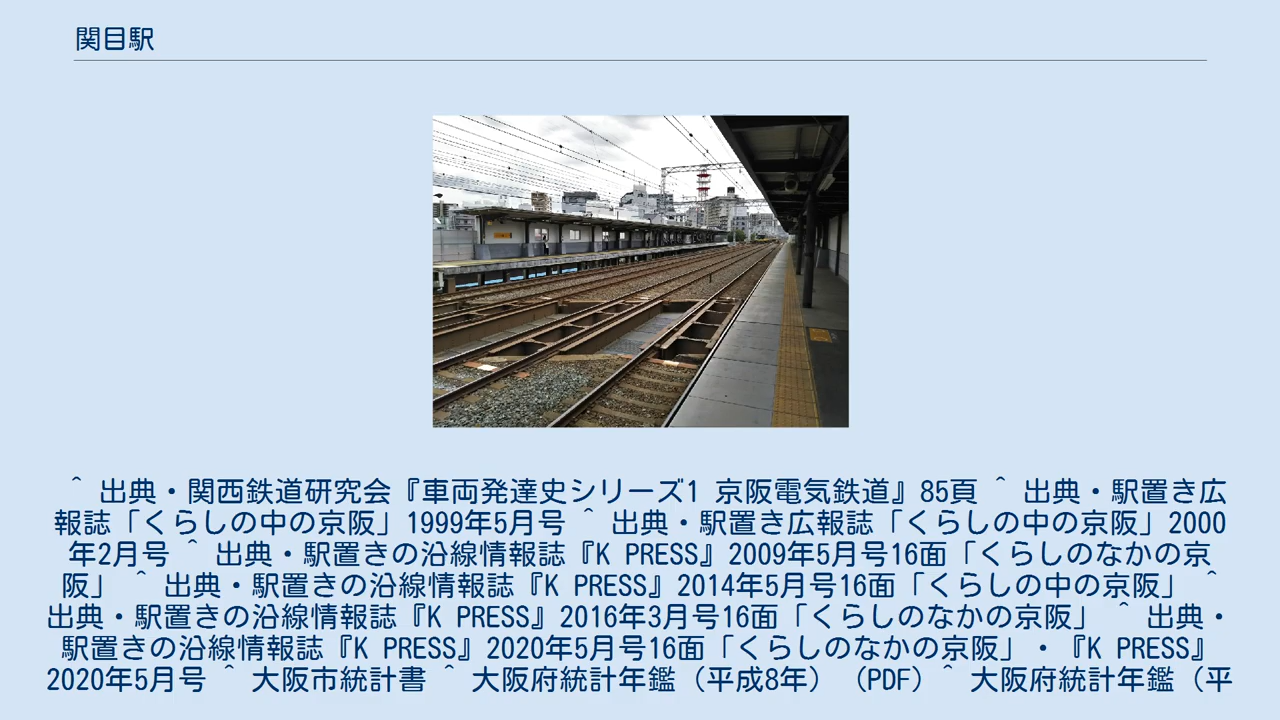 関目駅
^ 出典・関西鉄道研究会『車両発達史シリーズ1 京阪電気鉄道』85頁 ^ 出典・駅置き広
報誌「くらしの中の京阪」1999年5月号 ^ 出典・駅置き広報誌「くらしの中の京阪」2000
年2月号 ^ 出典・駅置きの沿線情報誌『K PRESS』2009年5月号16面「くらしのなかの京
阪」 ^ 出典・駅置きの沿線情報誌『K PRESS』2014年5月号16面「くらしの中の京阪」 ^
出典・駅置きの沿線情報誌『K PRESS』2016年3月号16面「くらしのなかの京阪」 ^ 出典・
駅置きの沿線情報誌『K PRESS』2020年5月号16面「くらしのなかの京阪」・『K PRESS』
2020年5月号 ^ 大阪市統計書 ^ 大阪府統計年鑑（平成8年）（PDF）^ 大阪府統計年鑑（平